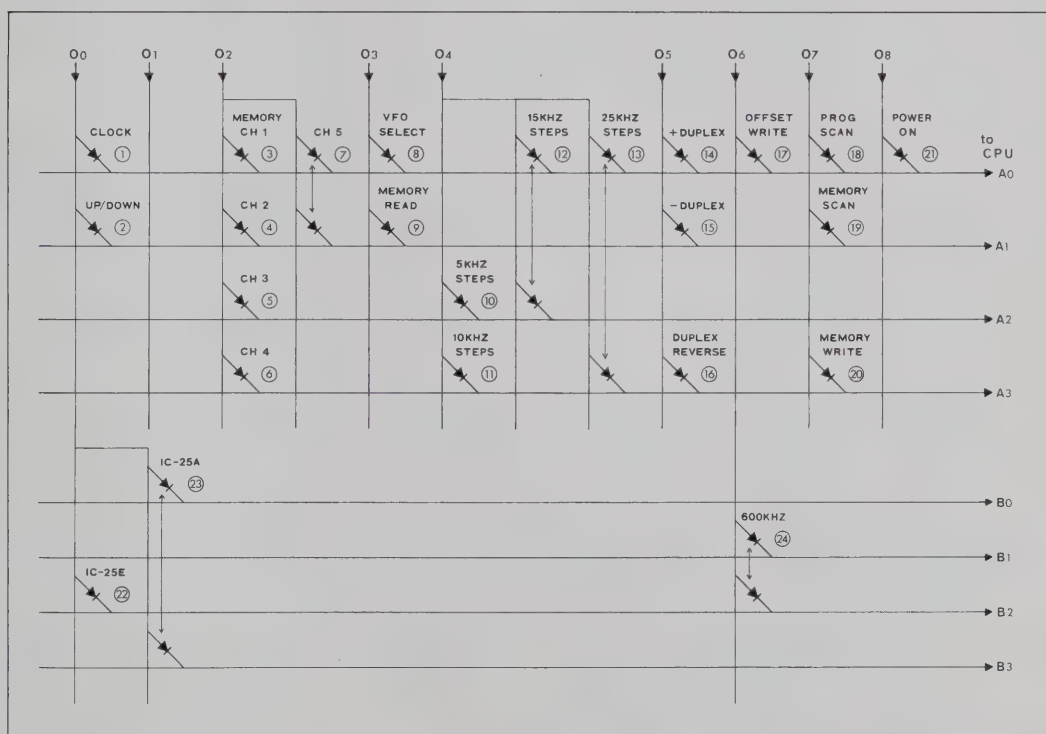 O0 O1 O2 O3 O4 O5 O6 O7 O8
CLOCK ①
MEMORY CH 1 ③
CH 5 ⑦
VFO SELECT ⑧
15KHZ STEPS ⑫
25KHZ STEPS ⑬
+DUPLEX ⑭
OFFSET WRITE ⑰
PROG SCAN ⑱
POWER ON ㉑
to CPU
A0
UP/DOWN ②
CH 2 ④
MEMORY READ ⑨
−DUPLEX ⑮
MEMORY SCAN ⑲
A1
CH 3 ⑤
5KHZ STEPS ⑩
A2
CH 4 ⑥
10KHZ STEPS ⑪
DUPLEX REVERSE ⑯
MEMORY WRITE ⑳
A3
IC-25A ㉓
B0
600KHZ ㉔
B1
IC-25E ㉒
B2
B3